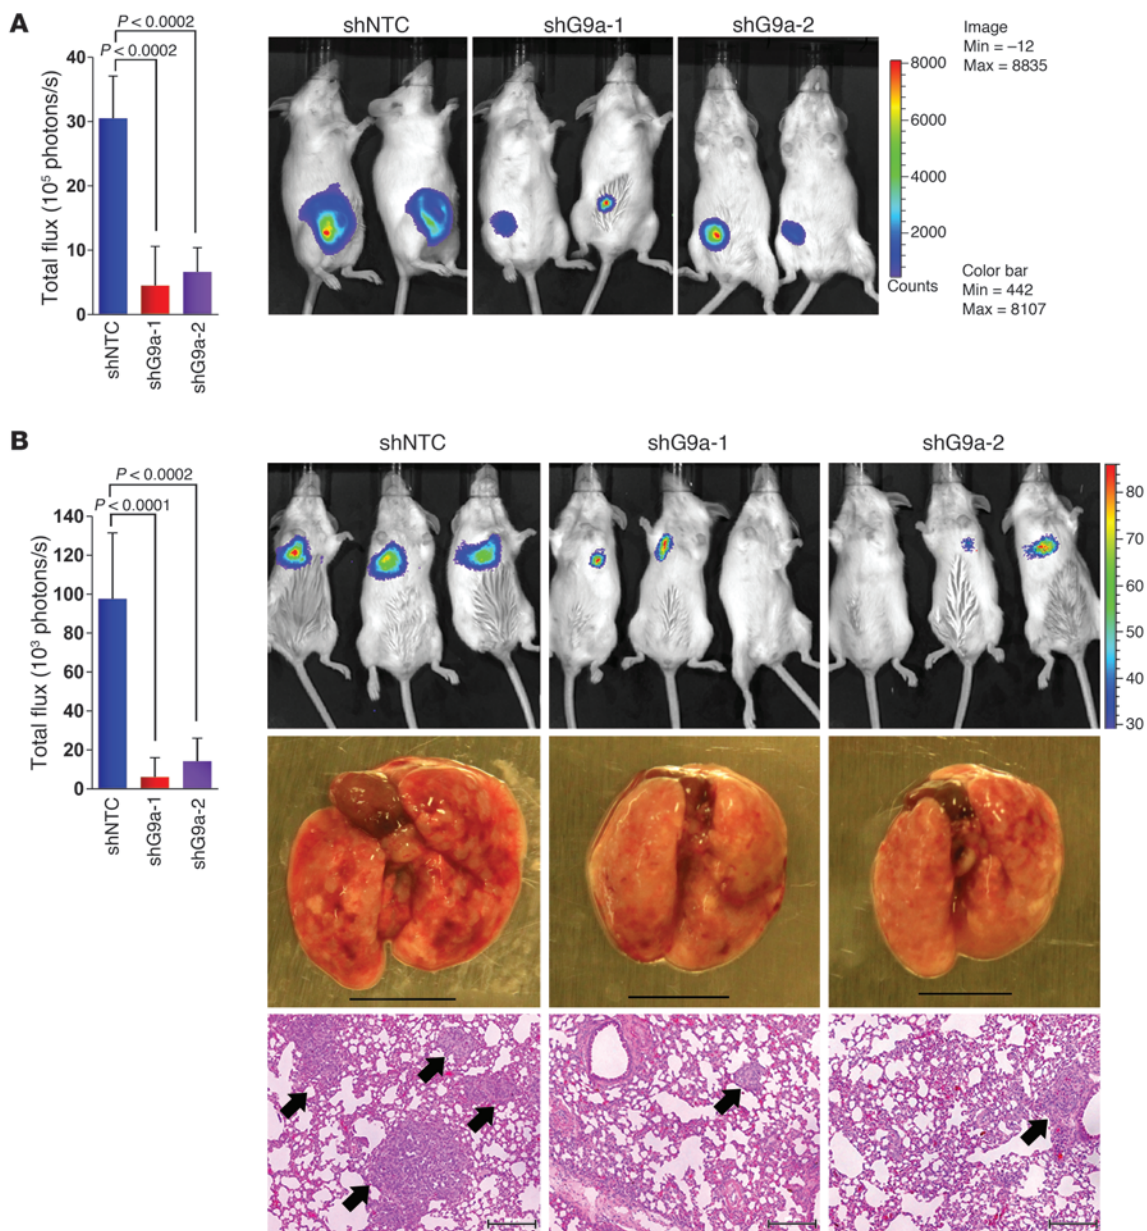 A
P < 0.0002
P < 0.0002
Total flux (10⁵ photons/s)
40
30
20
10
0
shNTC
shG9a-1
shG9a-2
shNTC
shG9a-1
shG9a-2
8000
6000
4000
2000
Counts
Image
Min = –12
Max = 8835
Color bar
Min = 442
Max = 8107
B
P < 0.0002
P < 0.0001
Total flux (10³ photons/s)
140
120
100
80
60
40
20
0
shNTC
shG9a-1
shG9a-2
shNTC
shG9a-1
shG9a-2
80
70
60
50
40
30